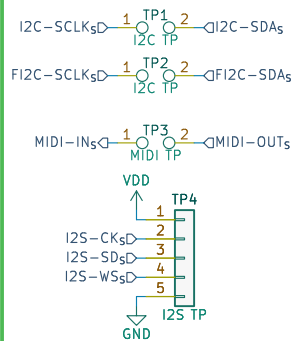 TP1
I2C-SCLKs 1 2 I2C-SDAs
I2C TP
TP2
FI2C-SCLKs 1 2 FI2C-SDAs
I2C TP
TP3
MIDI-INs 1 2 MIDI-OUTs
MIDI TP
VDD
TP4
1
I2S-CKs 2
I2S-SDs 3
I2S-WSs 4
5
I2S TP
GND